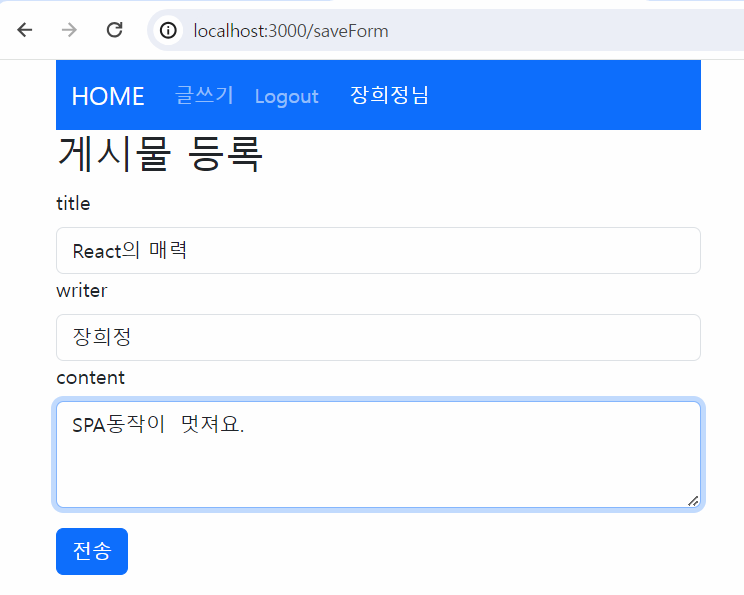 localhost:3000/saveForm
HOME 글쓰기 Logout 장희정님
게시물 등록
title
React의 매력
writer
장희정
content
SPA동작이 멋져요.
전송